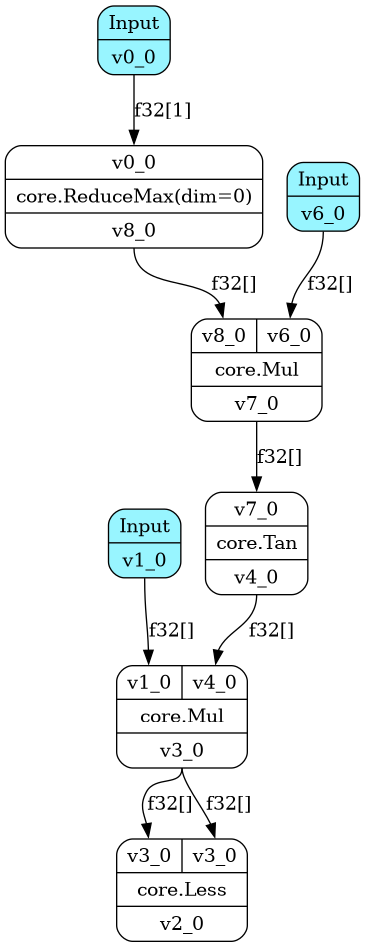 Input
v0_0
f32[1]
v0_0
core.ReduceMax(dim=0)
v8_0
Input
v6_0
f32[]
f32[]
v8_0 v6_0
core.Mul
v7_0
f32[]
v7_0
core.Tan
v4_0
Input
v1_0
f32[]
f32[]
v1_0 v4_0
core.Mul
v3_0
f32[]
f32[]
v3_0 v3_0
core.Less
v2_0